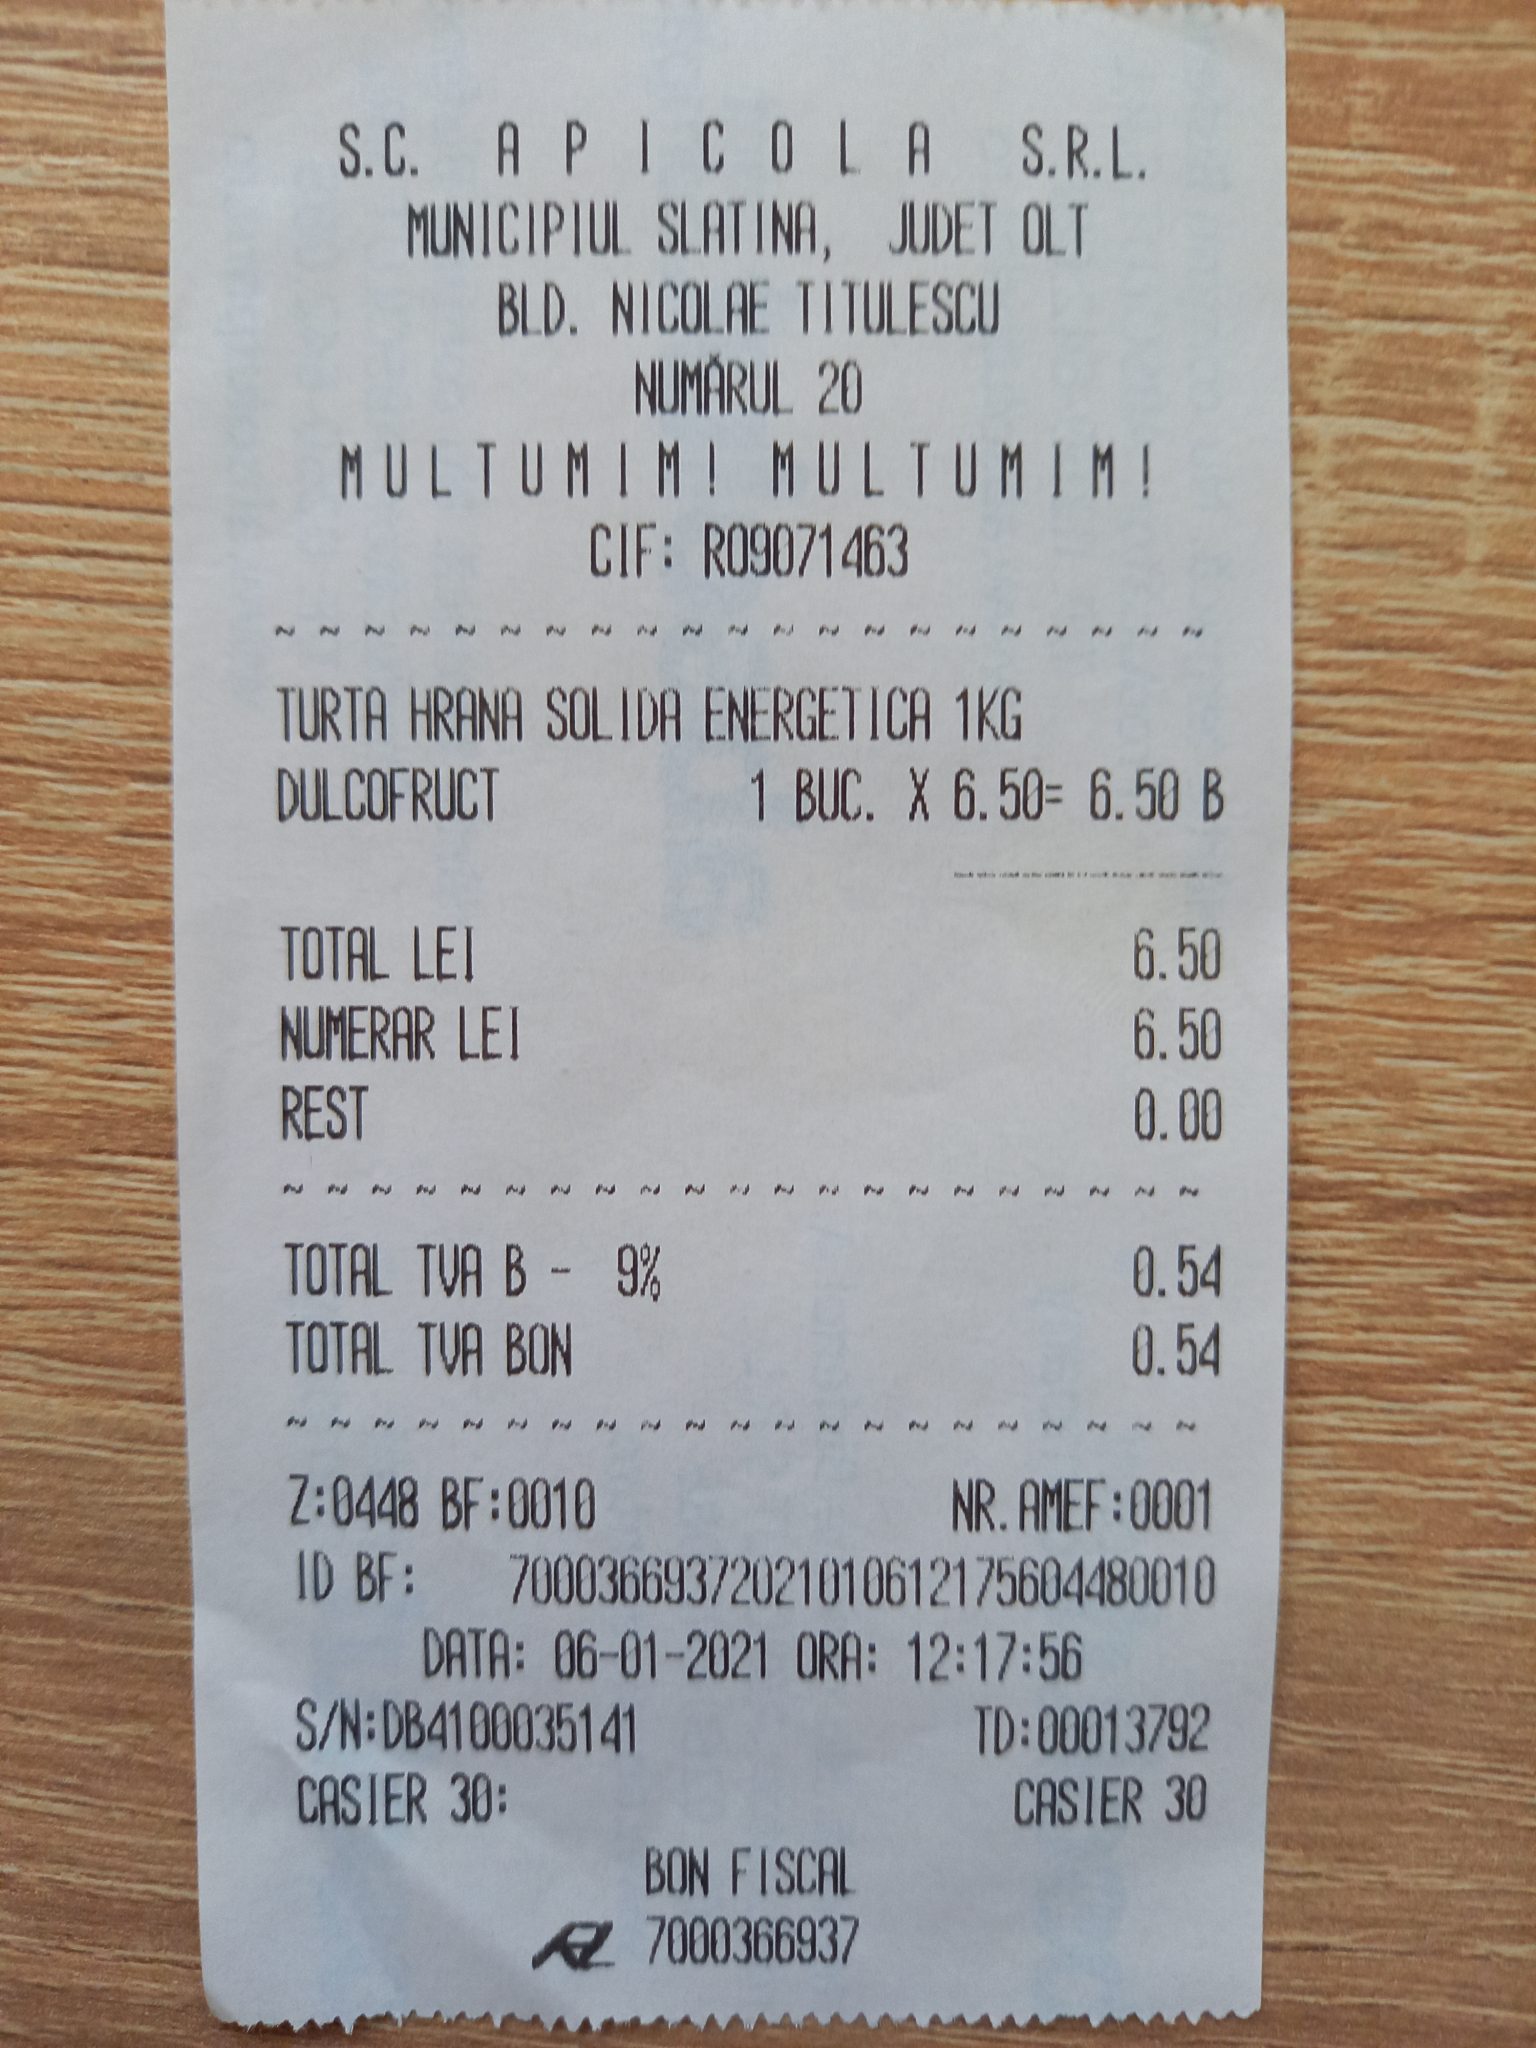 S.C. A P I C O L A S.R.L.
MUNICIPIUL SLATINA, JUDET OLT
BLD. NICOLAE TITULESCU
NUMĂRUL 20
M U L T U M I M ! M U L T U M I M !
CIF: RO9071463
~ ~ ~ ~ ~ ~ ~ ~ ~ ~ ~ ~ ~ ~ ~ ~ ~ ~ ~ ~ ~
TURTA HRANA SOLIDA ENERGETICA 1KG
DULCOFRUCT 1 BUC. X 6.50= 6.50 B
TOTAL LEI 6.50
NUMERAR LEI 6.50
REST 0.00
~ ~ ~ ~ ~ ~ ~ ~ ~ ~ ~ ~ ~ ~ ~ ~ ~ ~ ~ ~ ~
TOTAL TVA B - 9% 0.54
TOTAL TVA BON 0.54
~ ~ ~ ~ ~ ~ ~ ~ ~ ~ ~ ~ ~ ~ ~ ~ ~ ~ ~ ~ ~
Z:0448 BF:0010 NR.AMEF:0001
ID BF: 70003669372021010612175604480010
DATA: 06-01-2021 ORA: 12:17:56
S/N:DB4100035141 TD:00013792
CASIER 30: CASIER 30
BON FISCAL
7000366937